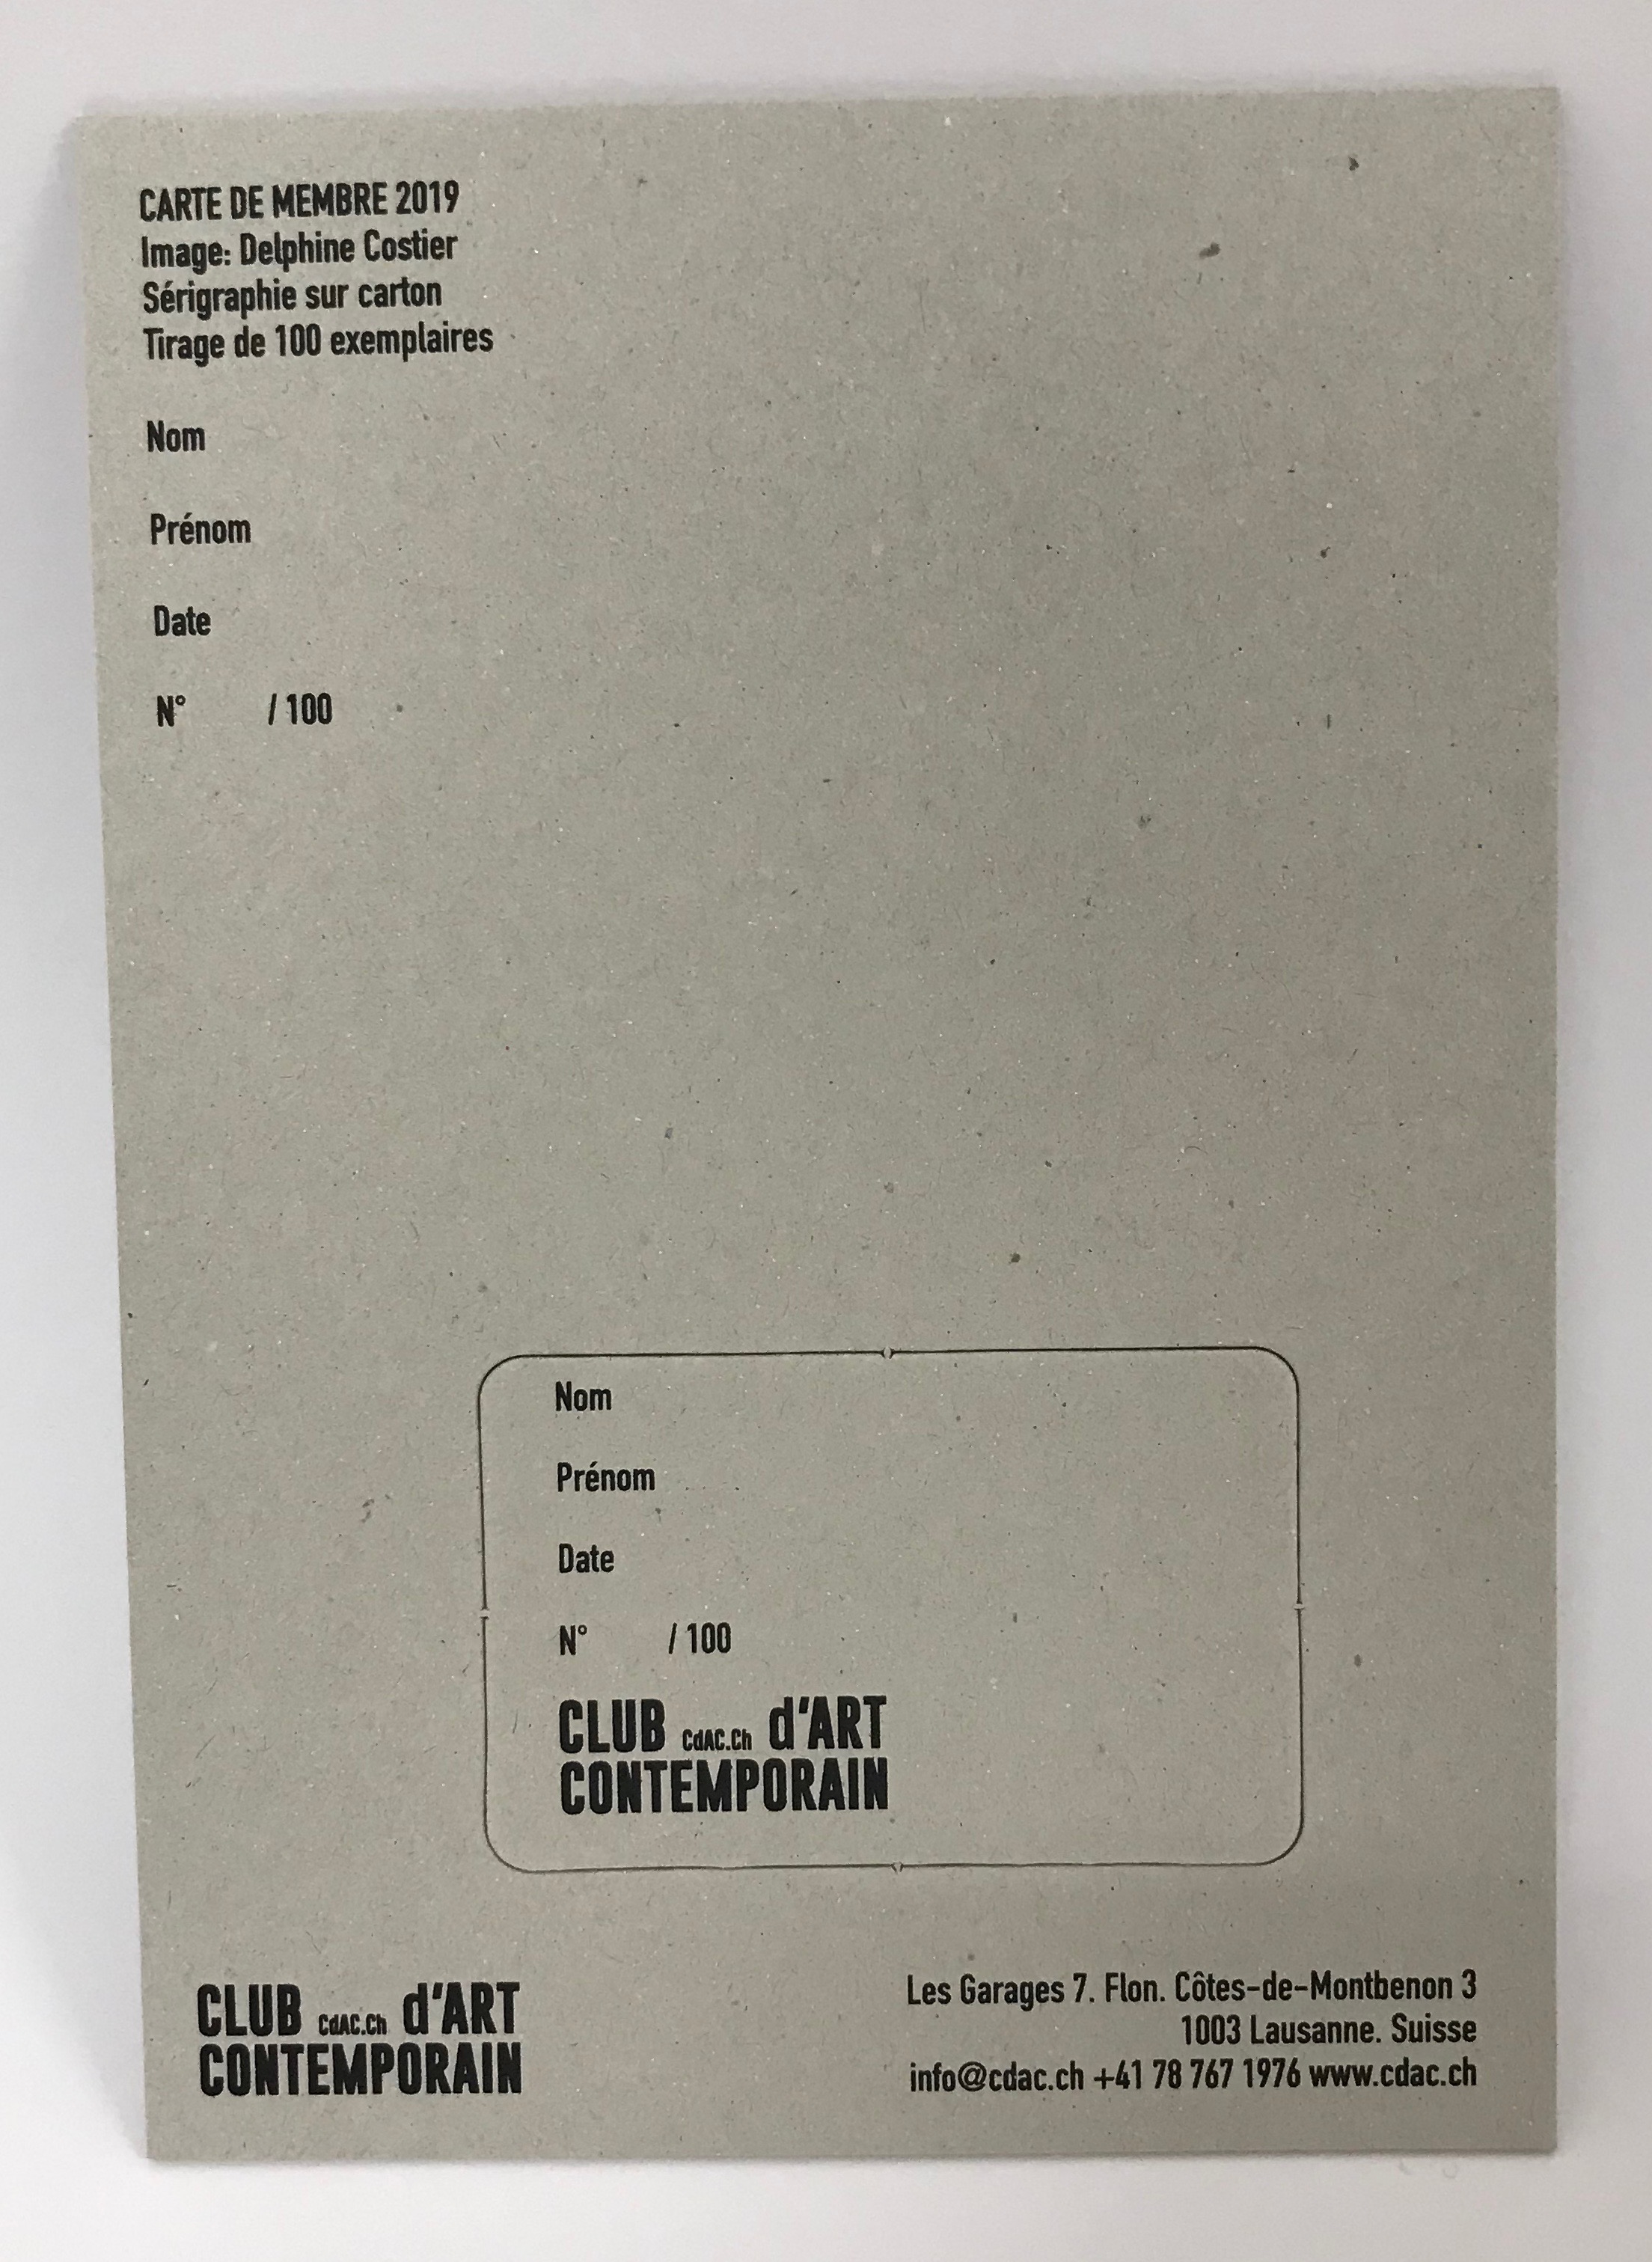 CARTE DE MEMBRE 2019
Image: Delphine Costier
Sérigraphie sur carton
Tirage de 100 exemplaires
Nom
Prénom
Date
N° / 100
Nom
Prénom
Date
N° / 100
CLUB CdAC.Ch d'ART
CONTEMPORAIN
CLUB CdAC.Ch d'ART
CONTEMPORAIN
Les Garages 7. Flon. Côtes-de-Montbenon 3
1003 Lausanne. Suisse
info@cdac.ch +41 78 767 1976 www.cdac.ch